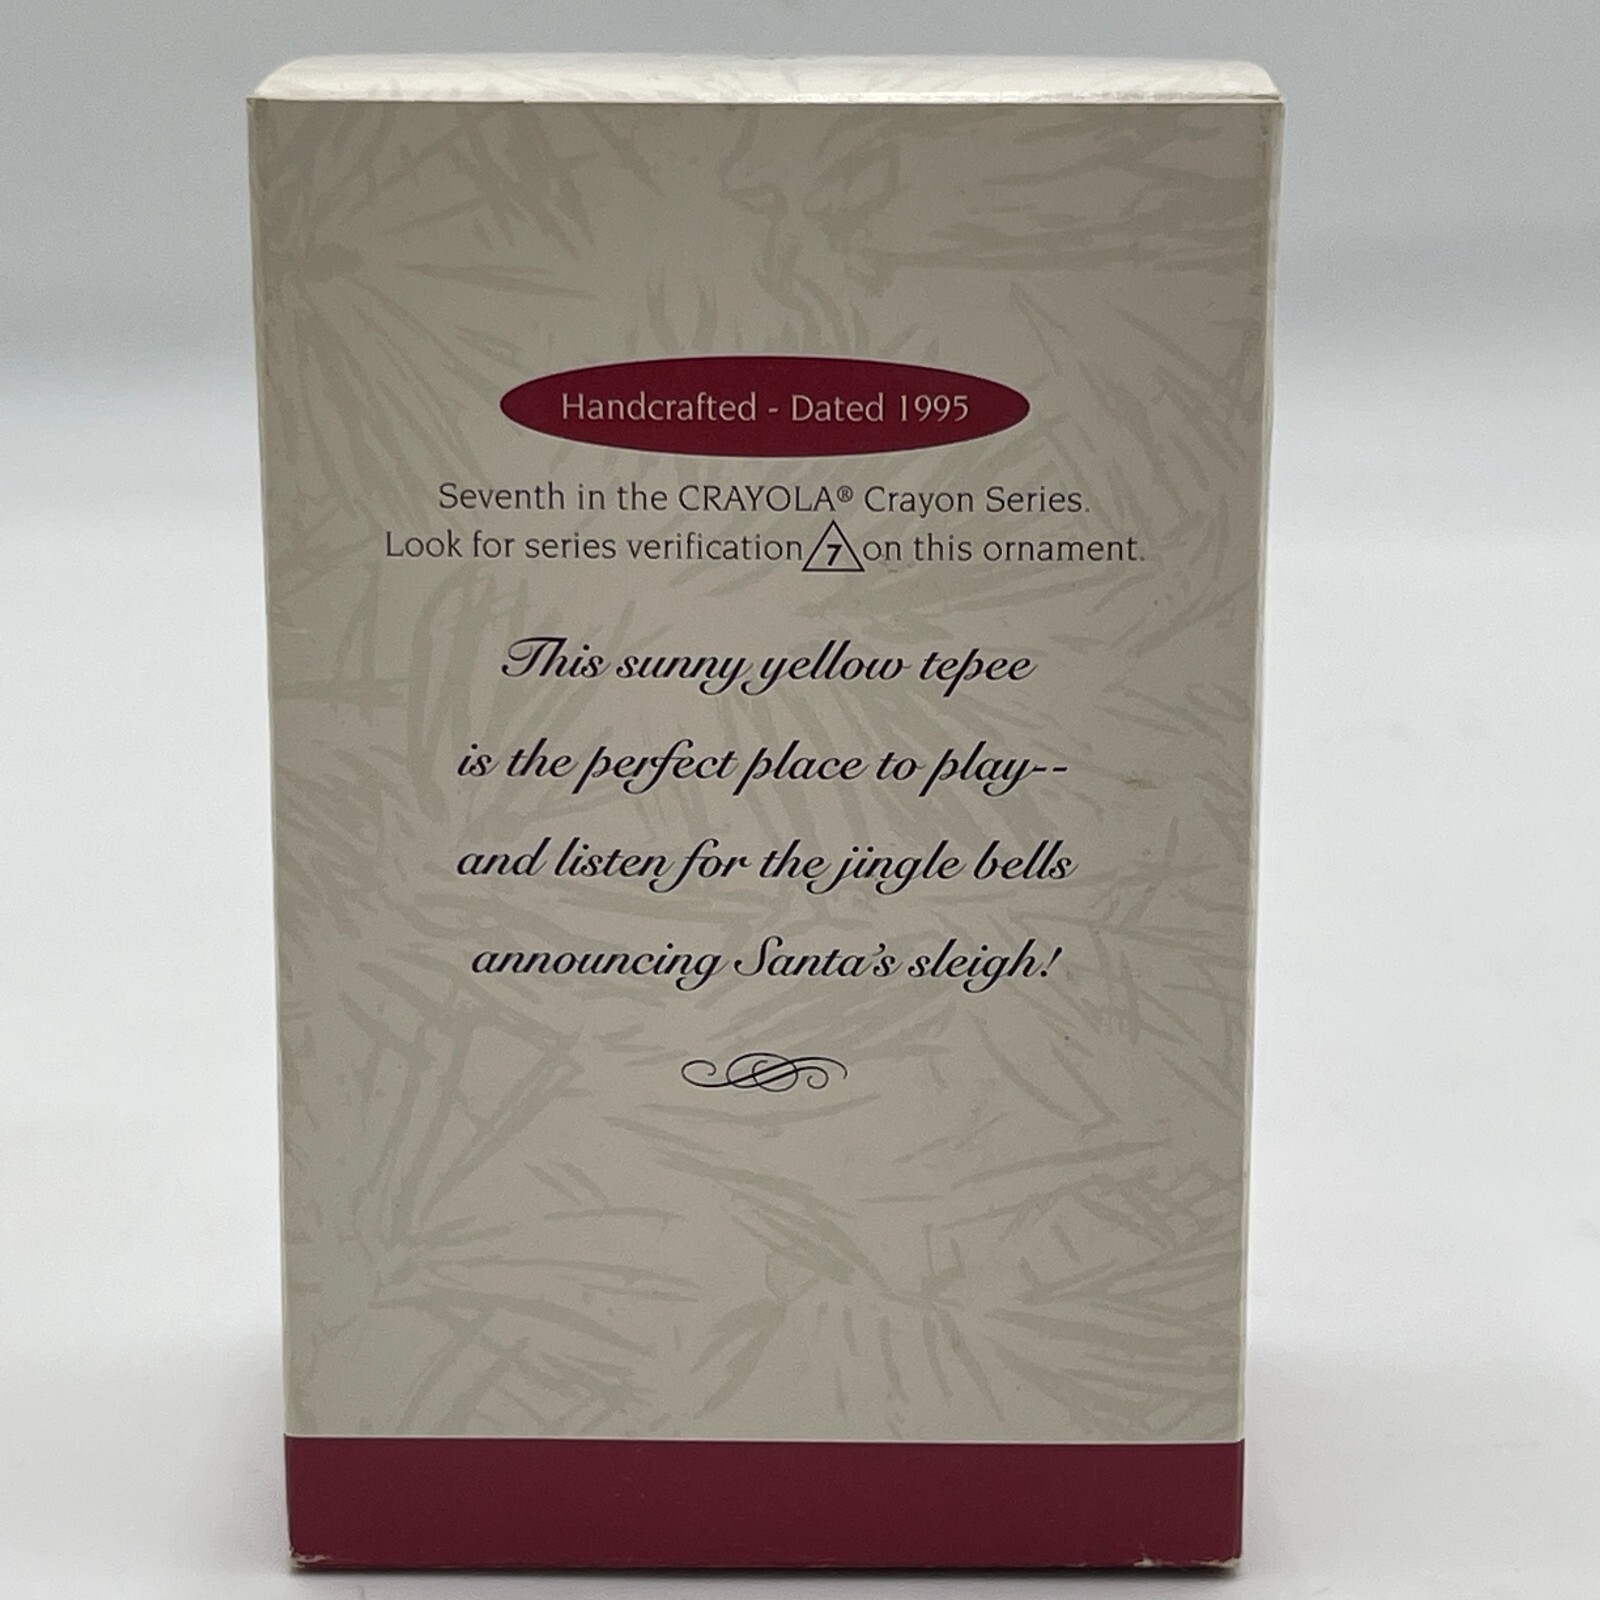 Handcrafted - Dated 1995
Seventh in the CRAYOLA® Crayon Series.
Look for series verification 7 on this ornament.
This sunny yellow tepee
is the perfect place to play--
and listen for the jingle bells
announcing Santa's sleigh!